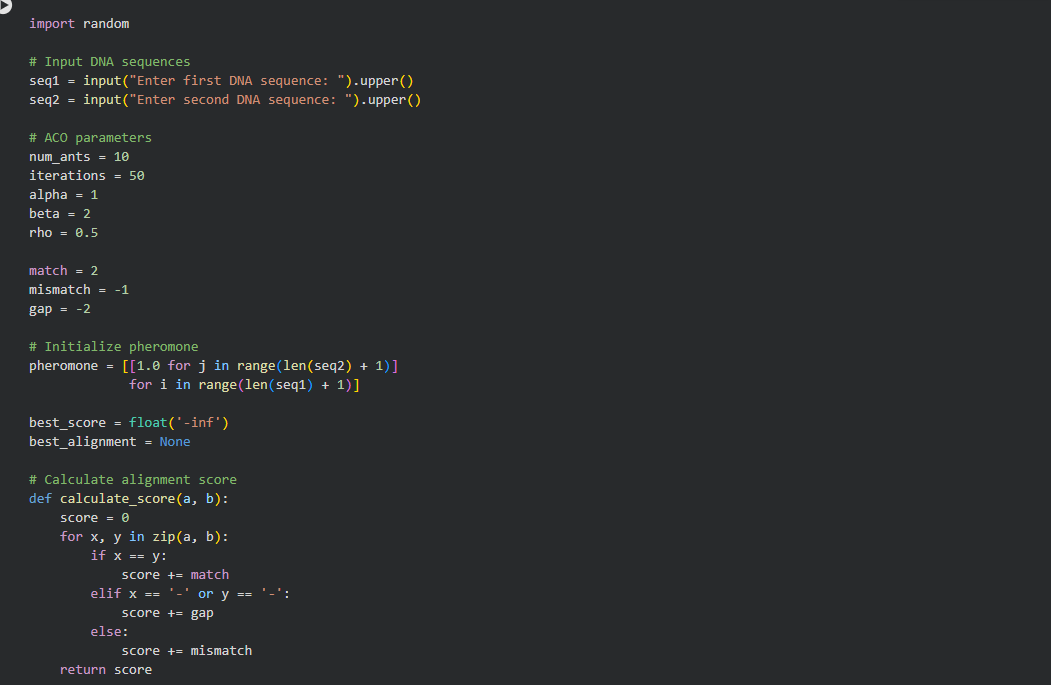 import random

# Input DNA sequences
seq1 = input("Enter first DNA sequence: ").upper()
seq2 = input("Enter second DNA sequence: ").upper()

# ACO parameters
num_ants = 10
iterations = 50
alpha = 1
beta = 2
rho = 0.5

match = 2
mismatch = -1
gap = -2

# Initialize pheromone
pheromone = [[1.0 for j in range(len(seq2) + 1)]
             for i in range(len(seq1) + 1)]

best_score = float('-inf')
best_alignment = None

# Calculate alignment score
def calculate_score(a, b):
    score = 0
    for x, y in zip(a, b):
        if x == y:
            score += match
        elif x == '-' or y == '-':
            score += gap
        else:
            score += mismatch
    return score